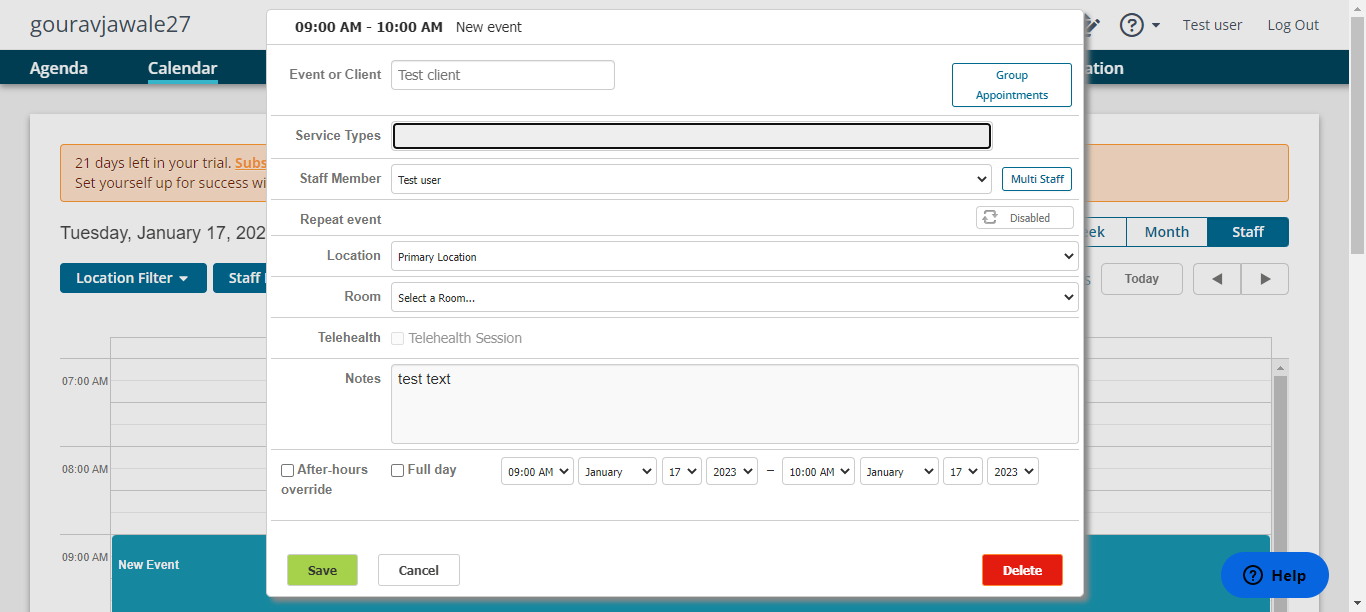 gouravjawale27
Test user
Log Out
Agenda
Calendar
ation
09:00 AM - 10:00 AM New event
Event or Client
Test client
Group
Appointments
Service Types
Staff Member
Test user
Multi Staff
Repeat event
Disabled
Location
Primary Location
Room
Select a Room...
Telehealth
Telehealth Session
Notes
test text
After-hours
override
Full day
09:00 AM January 17 2023 – 10:00 AM January 17 2023
Save
Cancel
Delete
21 days left in your trial. Subs
Set yourself up for success wi
Tuesday, January 17, 202
Location Filter
Staff
ek
Month
Staff
s
Today
07:00 AM
08:00 AM
09:00 AM
New Event
Help